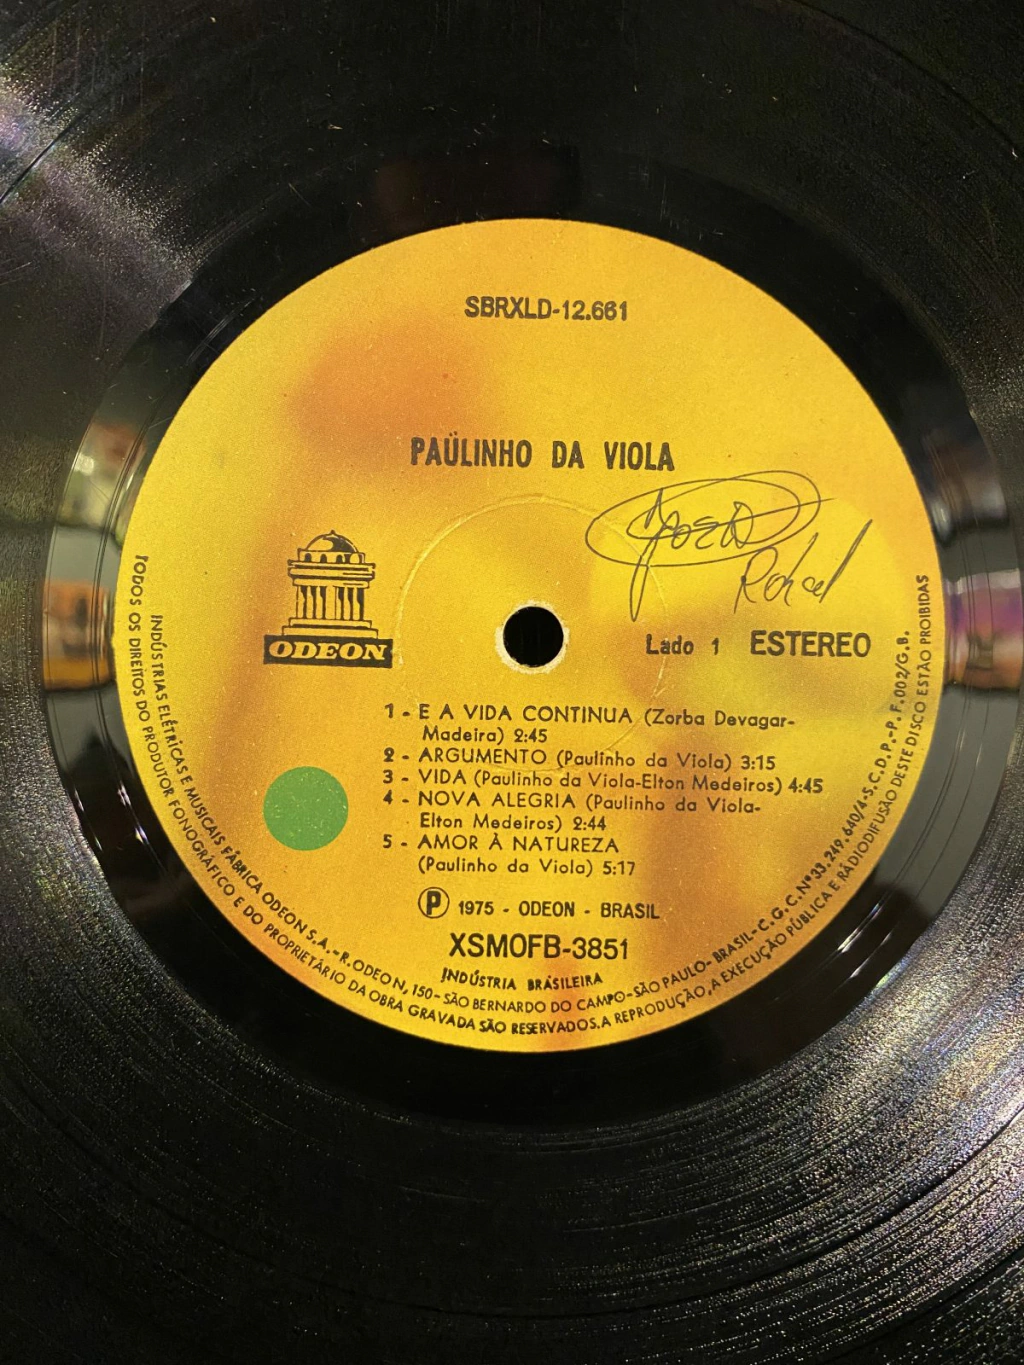 SBRXLD-12.661
PAÜLINHO DA VIOLA
ODEON
Lado 1 ESTEREO
1 - E A VIDA CONTINUA (Zorba Devagar-
Madeira) 2:45
2 - ARGUMENTO (Paulinho da Viola) 3:15
3 - VIDA (Paulinho da Viola-Elton Medeiros) 4:45
4 - NOVA ALEGRIA (Paulinho da Viola-
Elton Medeiros) 2:44
5 - AMOR À NATUREZA
(Paulinho da Viola) 5:17
P 1975 - ODEON - BRASIL
XSMOFB-3851
INDÚSTRIA BRASILEIRA
INDÚSTRIAS ELÉTRICAS E MUSICAIS FÁBRICA ODEON S.A.-R.ODEON, 150-SÃO BERNARDO DO CAMPO-SÃO PAULO-BRASIL-C.G.C.Nº33.249.640/4-S.C.D.P.-P.F.002/G.B.
TODOS OS DIREITOS DO PRODUTOR FONOGRÁFICO E DO PROPRIETÁRIO DA OBRA GRAVADA SÃO RESERVADOS. A REPRODUÇÃO, A EXECUÇÃO PÚBLICA E RÁDIODIFUSÃO DESTE DISCO ESTÃO PROIBIDAS